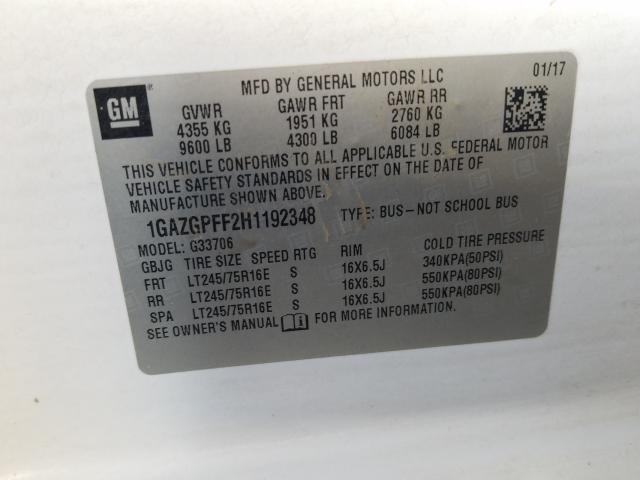 GM
MFD BY GENERAL MOTORS LLC 01/17
GVWR GAWR FRT GAWR RR
4355 KG 1951 KG 2760 KG
9600 LB 4300 LB 6084 LB
THIS VEHICLE CONFORMS TO ALL APPLICABLE U.S. FEDERAL MOTOR
VEHICLE SAFETY STANDARDS IN EFFECT ON THE DATE OF
MANUFACTURE SHOWN ABOVE.
1GAZGPFF2H1192348 TYPE: BUS–NOT SCHOOL BUS
MODEL: G33706
GBJG TIRE SIZE SPEED RTG RIM COLD TIRE PRESSURE
FRT LT245/75R16E S 16X6.5J 340KPA(50PSI)
RR LT245/75R16E S 16X6.5J 550KPA(80PSI)
SPA LT245/75R16E S 16X6.5J 550KPA(80PSI)
SEE OWNER'S MANUAL FOR MORE INFORMATION.